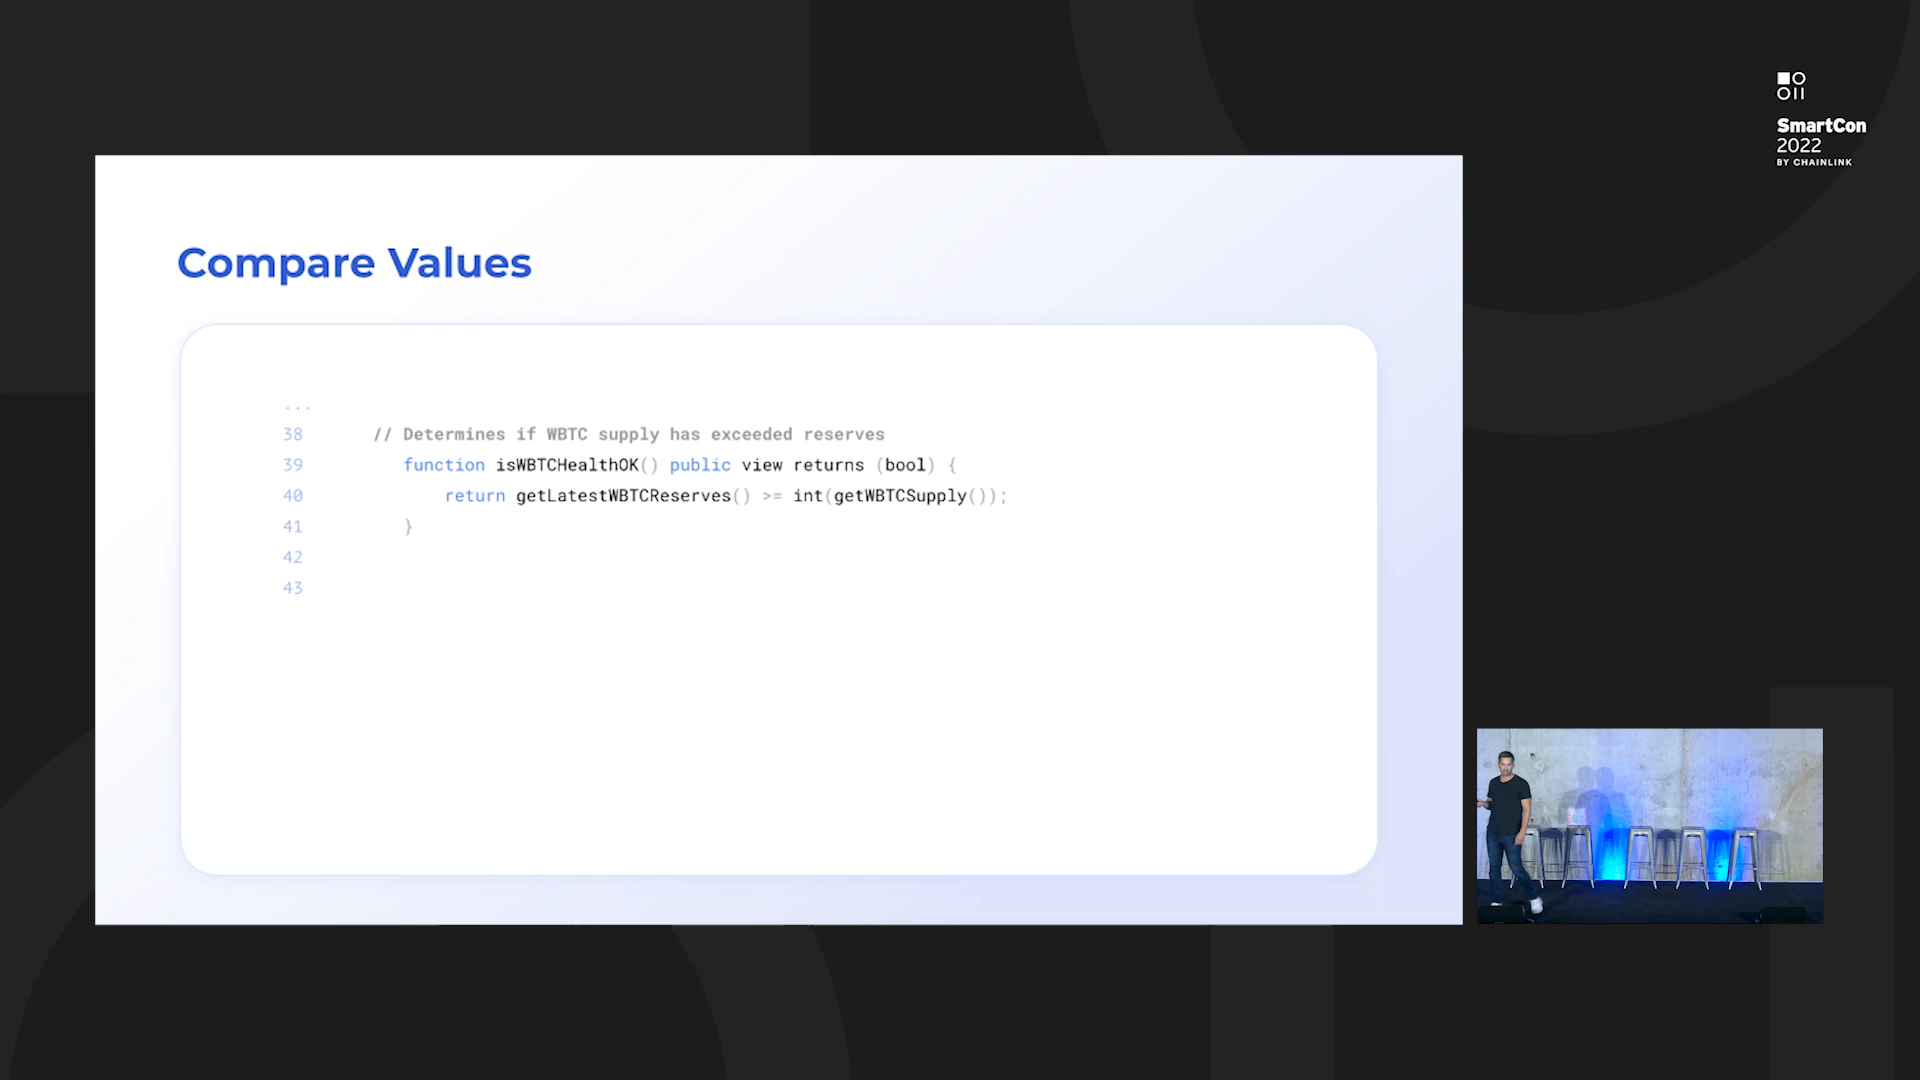 SmartCon
2022
BY CHAINLINK
Compare Values
...
38 // Determines if WBTC supply has exceeded reserves
39 function isWBTCHealthOK() public view returns (bool) {
40 return getLatestWBTCReserves() >= int(getWBTCSupply());
41 }
42
43